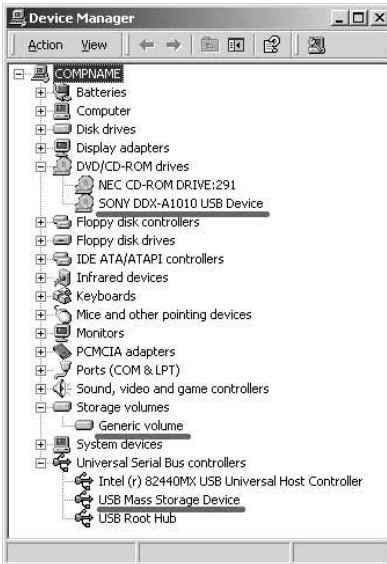 Device Manager
Action View
COMPNAME
Batteries
Computer
Disk drives
Display adapters
DVD/CD-ROM drives
NEC CD-ROM DRIVE:291
SONY DDX-A1010 USB Device
Floppy disk controllers
Floppy disk drives
IDE ATA/ATAPI controllers
Infrared devices
Keyboards
Mice and other pointing devices
Monitors
PCMCIA adapters
Ports (COM & LPT)
Sound, video and game controllers
Storage volumes
Generic volume
System devices
Universal Serial Bus controllers
Intel (r) 82440MX USB Universal Host Controller
USB Mass Storage Device
USB Root Hub